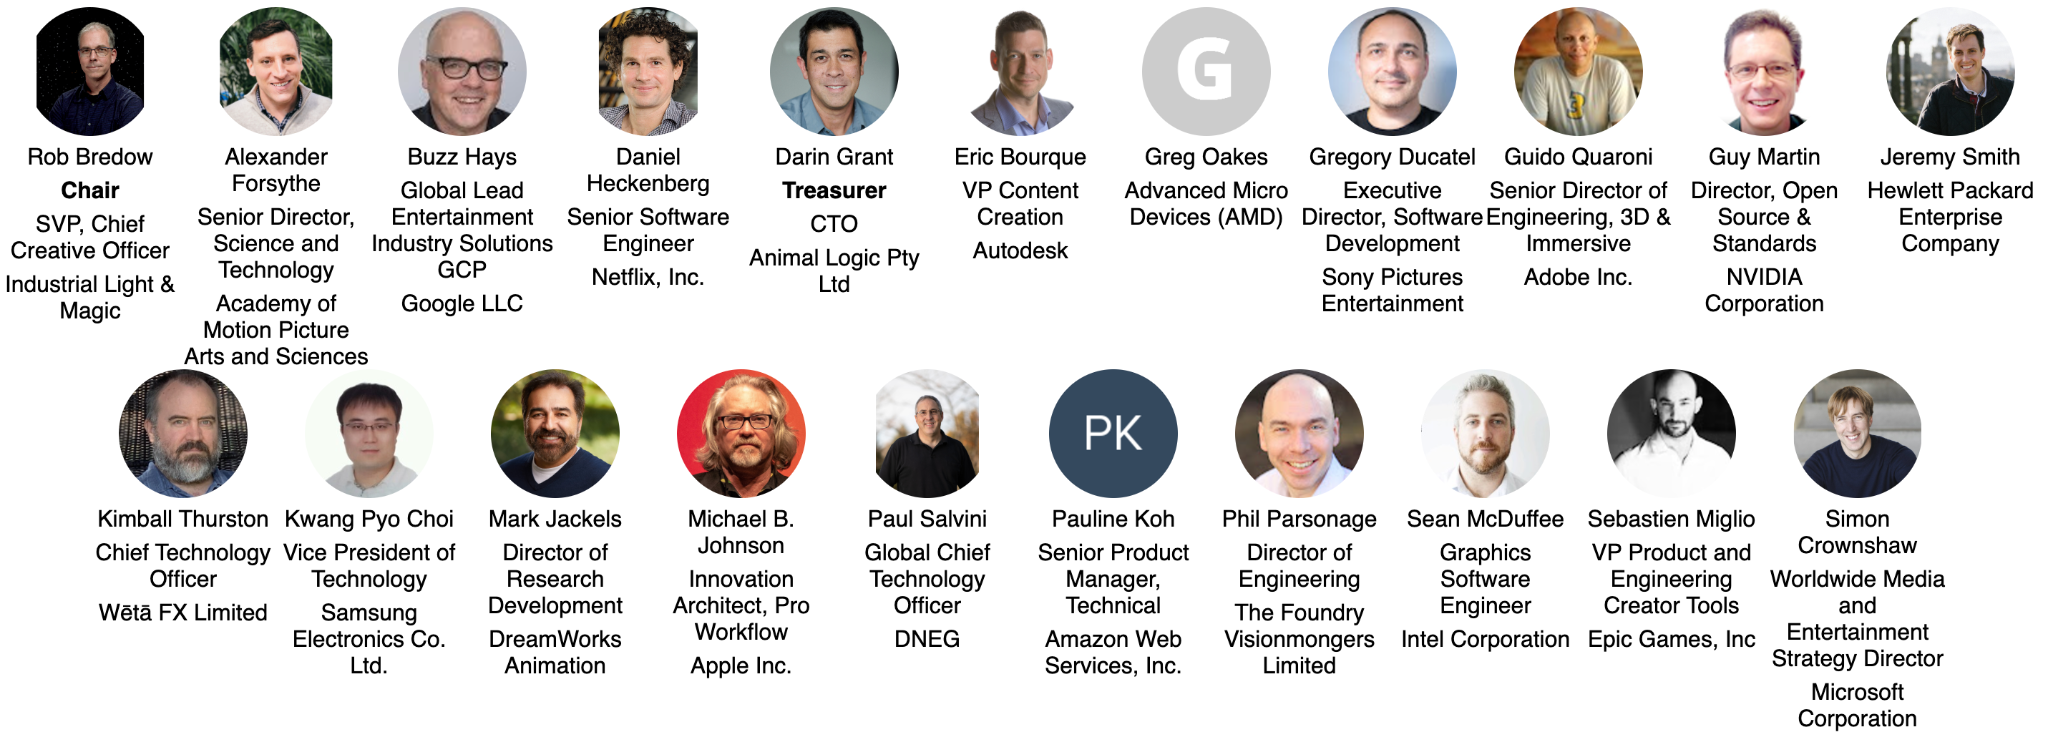 G
Rob Bredow
Chair
SVP, Chief
Creative Officer
Industrial Light &
Magic
Alexander
Forsythe
Senior Director,
Science and
Technology
Academy of
Motion Picture
Arts and Sciences
Buzz Hays
Global Lead
Entertainment
Industry Solutions
GCP
Google LLC
Daniel
Heckenberg
Senior Software
Engineer
Netflix, Inc.
Darin Grant
Treasurer
CTO
Animal Logic Pty
Ltd
Eric Bourque
VP Content
Creation
Autodesk
Greg Oakes
Advanced Micro
Devices (AMD)
Gregory Ducatel
Executive
Director, Software
Development
Sony Pictures
Entertainment
3
Guido Quaroni
Senior Director of
Engineering, 3D &
Immersive
Adobe Inc.
Guy Martin
Director, Open
Source &
Standards
NVIDIA
Corporation
Jeremy Smith
Hewlett Packard
Enterprise
Company
Kimball Thurston
Chief Technology
Officer
Wētā FX Limited
Kwang Pyo Choi
Vice President of
Technology
Samsung
Electronics Co.
Ltd.
Mark Jackels
Director of
Research
Development
DreamWorks
Animation
Michael B.
Johnson
Innovation
Architect, Pro
Workflow
Apple Inc.
Paul Salvini
Global Chief
Technology
Officer
DNEG
PK
Pauline Koh
Senior Product
Manager,
Technical
Amazon Web
Services, Inc.
Phil Parsonage
Director of
Engineering
The Foundry
Visionmongers
Limited
Sean McDuffee
Graphics
Software
Engineer
Intel Corporation
Sebastien Miglio
VP Product and
Engineering
Creator Tools
Epic Games, Inc
Simon
Crownshaw
Worldwide Media
and
Entertainment
Strategy Director
Microsoft
Corporation